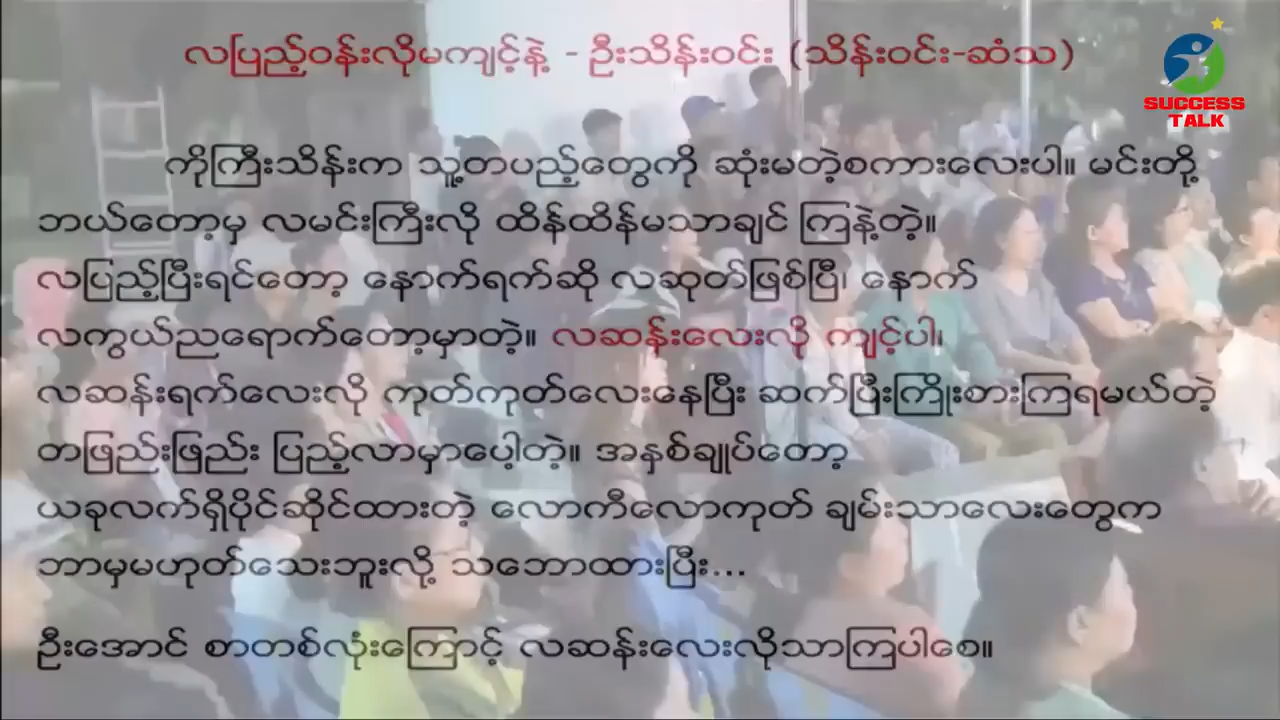 လပြည့်ဝန်းလိုမကျင့်နဲ့ - ဦးသိန်းဝင်း (သိန်းဝင်း-ဆံသ)
SUCCESS
TALK
ကိုကြီးသိန်းက သူ့တပည့်တွေကို ဆုံးမတဲ့စကားလေးပါ။ မင်းတို့
ဘယ်တော့မှ လမင်းကြီးလို ထိန်ထိန်မသာချင် ကြနဲ့တဲ့။
လပြည့်ပြီးရင်တော့ နောက်ရက်ဆို လဆုတ်ဖြစ်ပြီ၊ နောက်
လကွယ်ညရောက်တော့မှာတဲ့။ လဆန်းလေးလို ကျင့်ပါ၊
လဆန်းရက်လေးလို ကုတ်ကုတ်လေးနေပြီး ဆက်ပြီးကြိုးစားကြရမယ်တဲ့
တဖြည်းဖြည်း ပြည့်လာမှာပေါ့တဲ့။ အနှစ်ချုပ်တော့
ယခုလက်ရှိပိုင်ဆိုင်ထားတဲ့ လောကီလောကုတ် ချမ်းသာလေးတွေက
ဘာမှမဟုတ်သေးဘူးလို့ သဘောထားပြီး...
ဦးအောင် စာတစ်လုံးကြောင့် လဆန်းလေးလိုသာကြပါစေ။